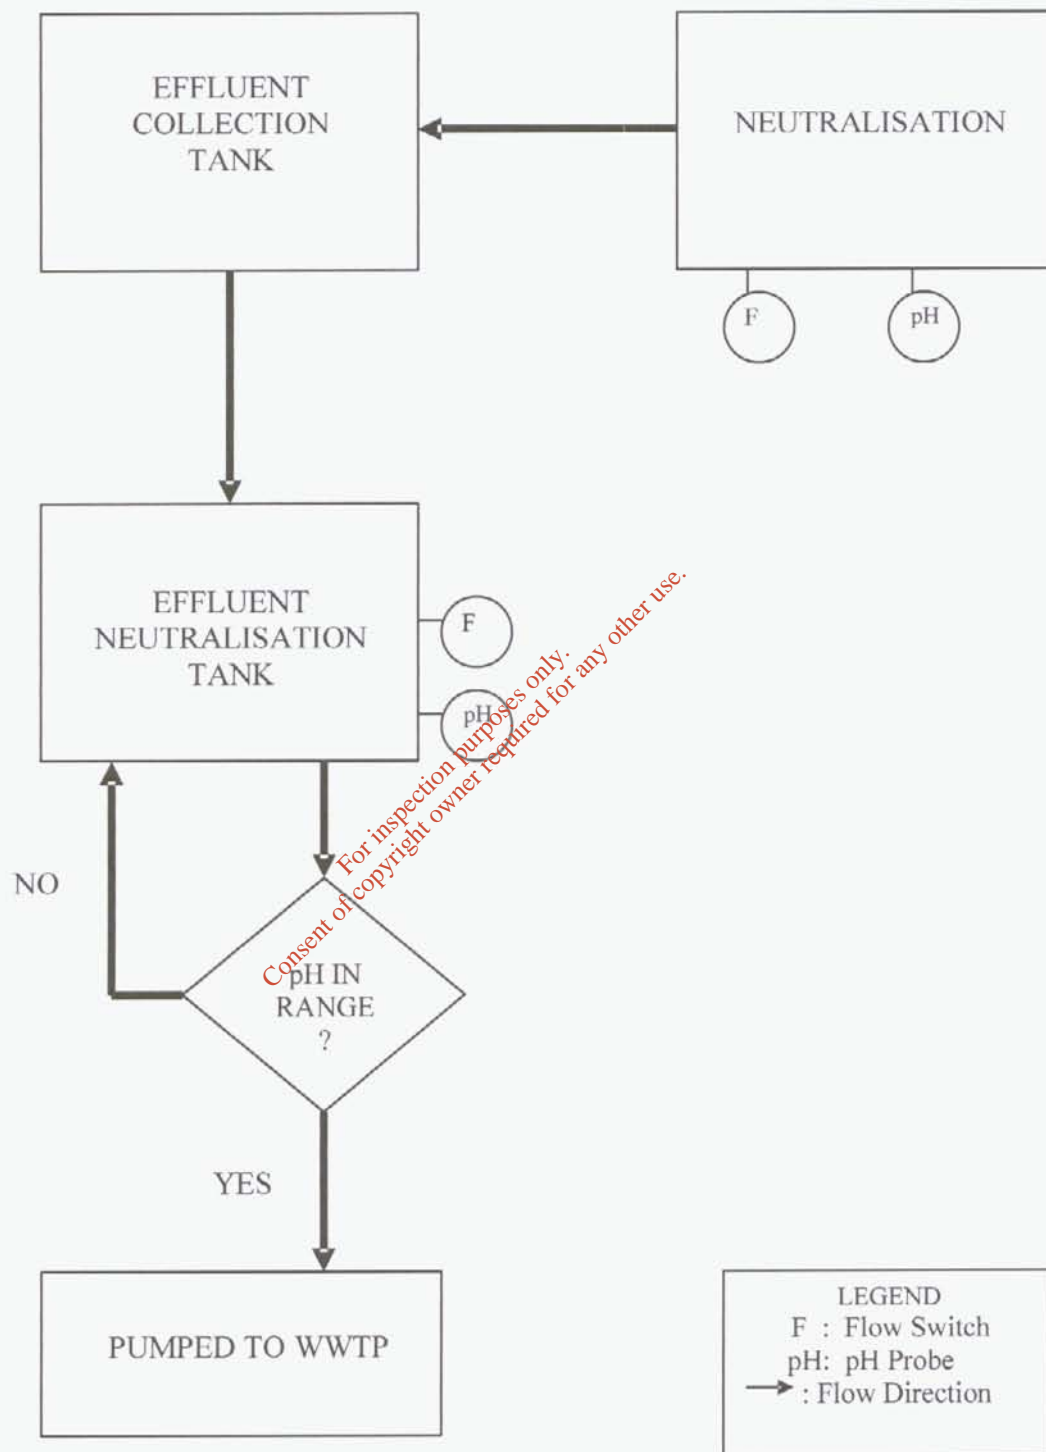 EFFLUENT
COLLECTION
TANK
NEUTRALISATION
F
pH
EFFLUENT
NEUTRALISATION
TANK
F
pH
For inspection purposes only.
Consent of copyright owner required for any other use.
NO
pH IN
RANGE
?
YES
PUMPED TO WWTP
LEGEND
F : Flow Switch
pH: pH Probe
: Flow Direction